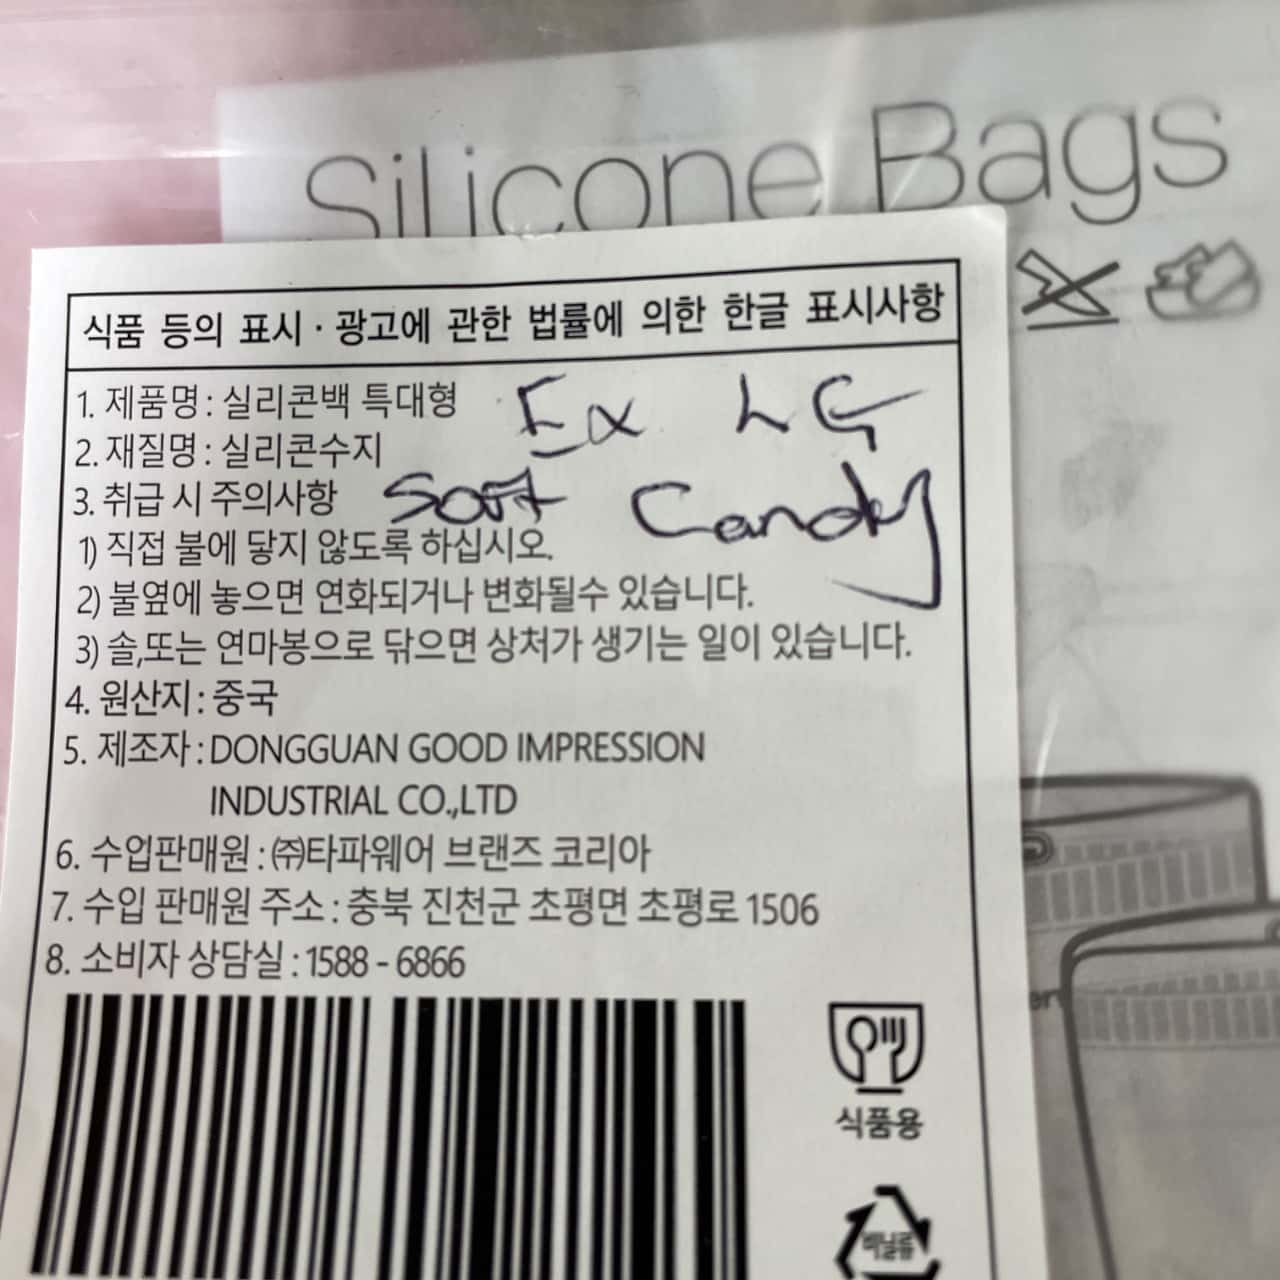 Silicone Bags
식품 등의 표시 · 광고에 관한 법률에 의한 한글 표시사항
1. 제품명 : 실리콘백 특대형 Ex LG
2. 재질명 : 실리콘수지
3. 취급 시 주의사항 Soft Candy
1) 직접 불에 닿지 않도록 하십시오.
2) 불옆에 놓으면 연화되거나 변화될수 있습니다.
3) 솔,또는 연마봉으로 닦으면 상처가 생기는 일이 있습니다.
4. 원산지 : 중국
5. 제조자 : DONGGUAN GOOD IMPRESSION
INDUSTRIAL CO.,LTD
6. 수업판매원 : ㈜타파웨어 브랜즈 코리아
7. 수입 판매원 주소 : 충북 진천군 초평면 초평로 1506
8. 소비자 상담실 : 1588 - 6866
식품용
비닐류